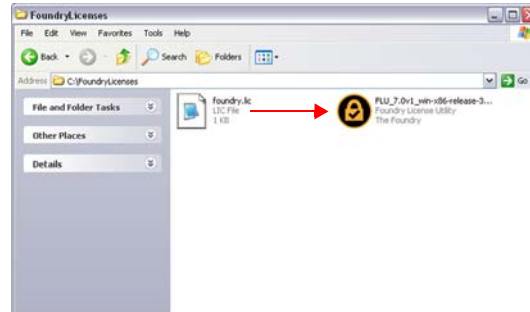 FoundryLicenses
File Edit View Favorites Tools Help
Back Search Folders
Address C:\FoundryLicenses Go
File and Folder Tasks
Other Places
Details
foundry.lic
LIC File
1 KB
FLU_7.0v1_win-x86-release-3...
Foundry License Utility
The Foundry